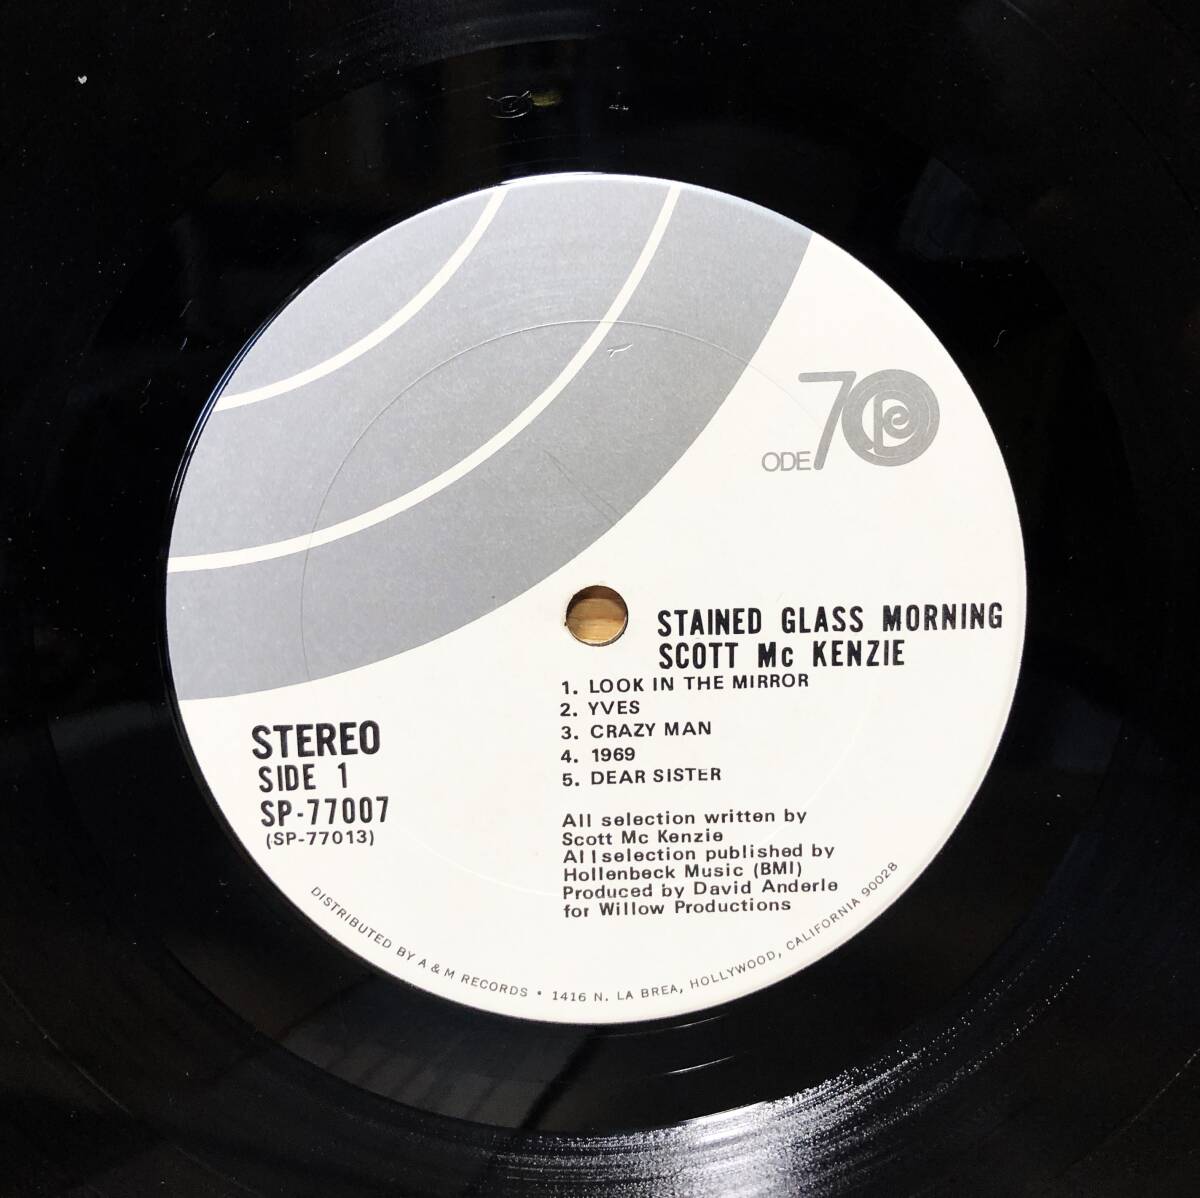 ODE 70
STAINED GLASS MORNING
SCOTT Mc KENZIE
1. LOOK IN THE MIRROR
2. YVES
3. CRAZY MAN
4. 1969
5. DEAR SISTER
STEREO
SIDE 1
SP-77007
(SP-77013)
All selection written by
Scott Mc Kenzie
All selection published by
Hollenbeck Music (BMI)
Produced by David Anderle
for Willow Productions
DISTRIBUTED BY A & M RECORDS • 1416 N. LA BREA, HOLLYWOOD, CALIFORNIA 90028